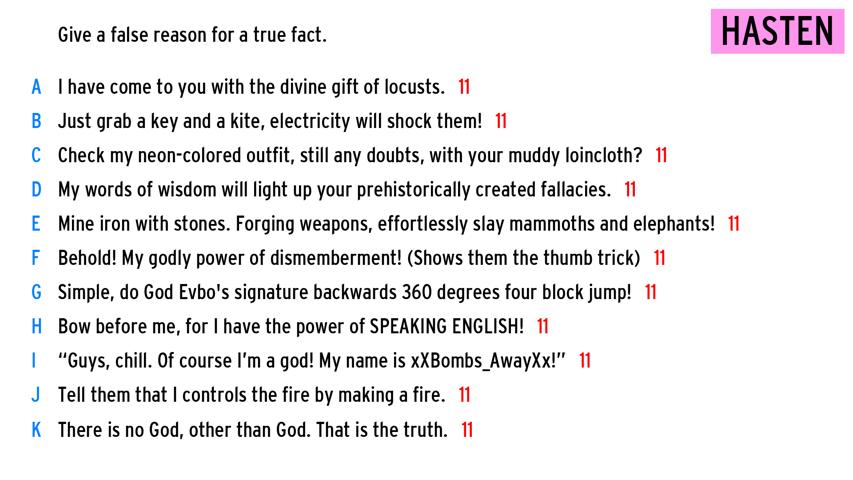 Give a false reason for a true fact.
HASTEN
A I have come to you with the divine gift of locusts. 11
B Just grab a key and a kite, electricity will shock them! 11
C Check my neon-colored outfit, still any doubts, with your muddy loincloth? 11
D My words of wisdom will light up your prehistorically created fallacies. 11
E Mine iron with stones. Forging weapons, effortlessly slay mammoths and elephants! 11
F Behold! My godly power of dismemberment! (Shows them the thumb trick) 11
G Simple, do God Evbo's signature backwards 360 degrees four block jump! 11
H Bow before me, for I have the power of SPEAKING ENGLISH! 11
I “Guys, chill. Of course I’m a god! My name is xXBombs_AwayXx!” 11
J Tell them that I controls the fire by making a fire. 11
K There is no God, other than God. That is the truth. 11